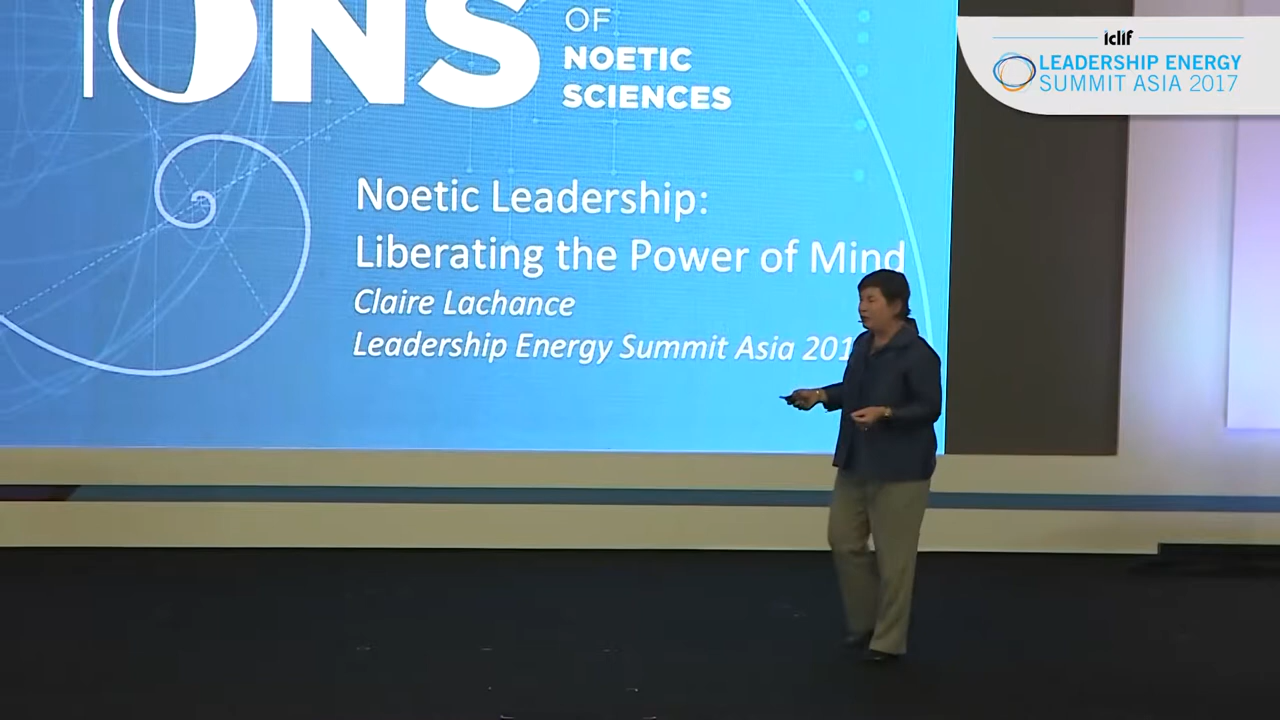 IONS
OF
NOETIC
SCIENCES
Noetic Leadership:
Liberating the Power of Mind
Claire Lachance
Leadership Energy Summit Asia 201
iclif
LEADERSHIP ENERGY
SUMMIT ASIA 2017